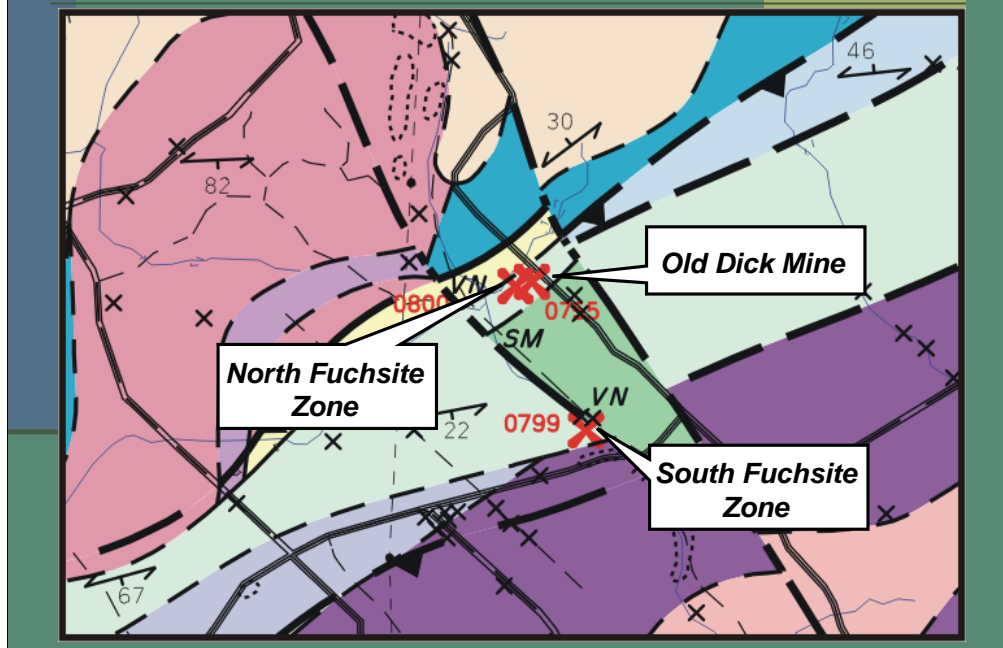 46
30
82
Old Dick Mine
VN
0800
0715
SM
North Fuchsite
Zone
VN
22
0799
South Fuchsite
Zone
67